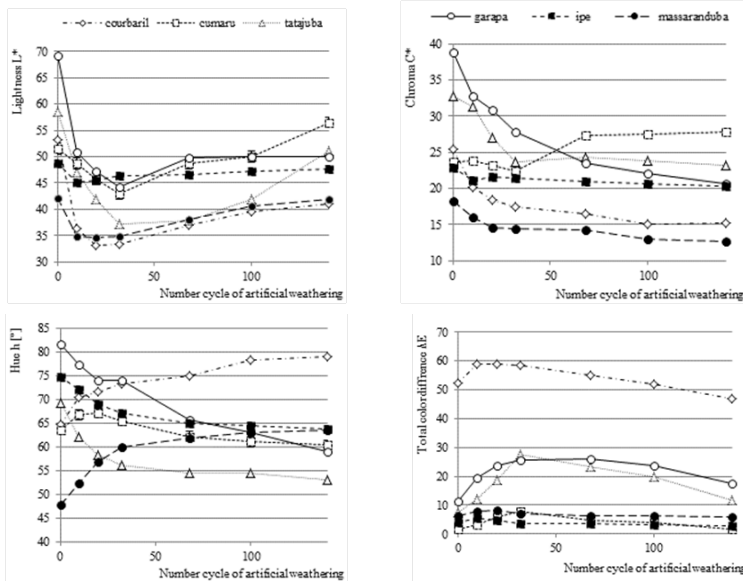 courbaril cumaru tatajuba
garapa ipe massaranduba
Lightness L*
70
65
60
55
50
45
40
35
30
50 100
Number cycle of artificial weathering
Chroma C*
40
35
30
25
20
15
10
0 50 100
Number cycle of artificial weathering
Hue h [°]
85
80
75
70
65
60
55
50
45
40
0 50 100
Number cycle of artificial weathering
Total color diffrunce ΔE
70
60
50
40
30
20
10
0
0 50 100
Number cycle of artificial weathering